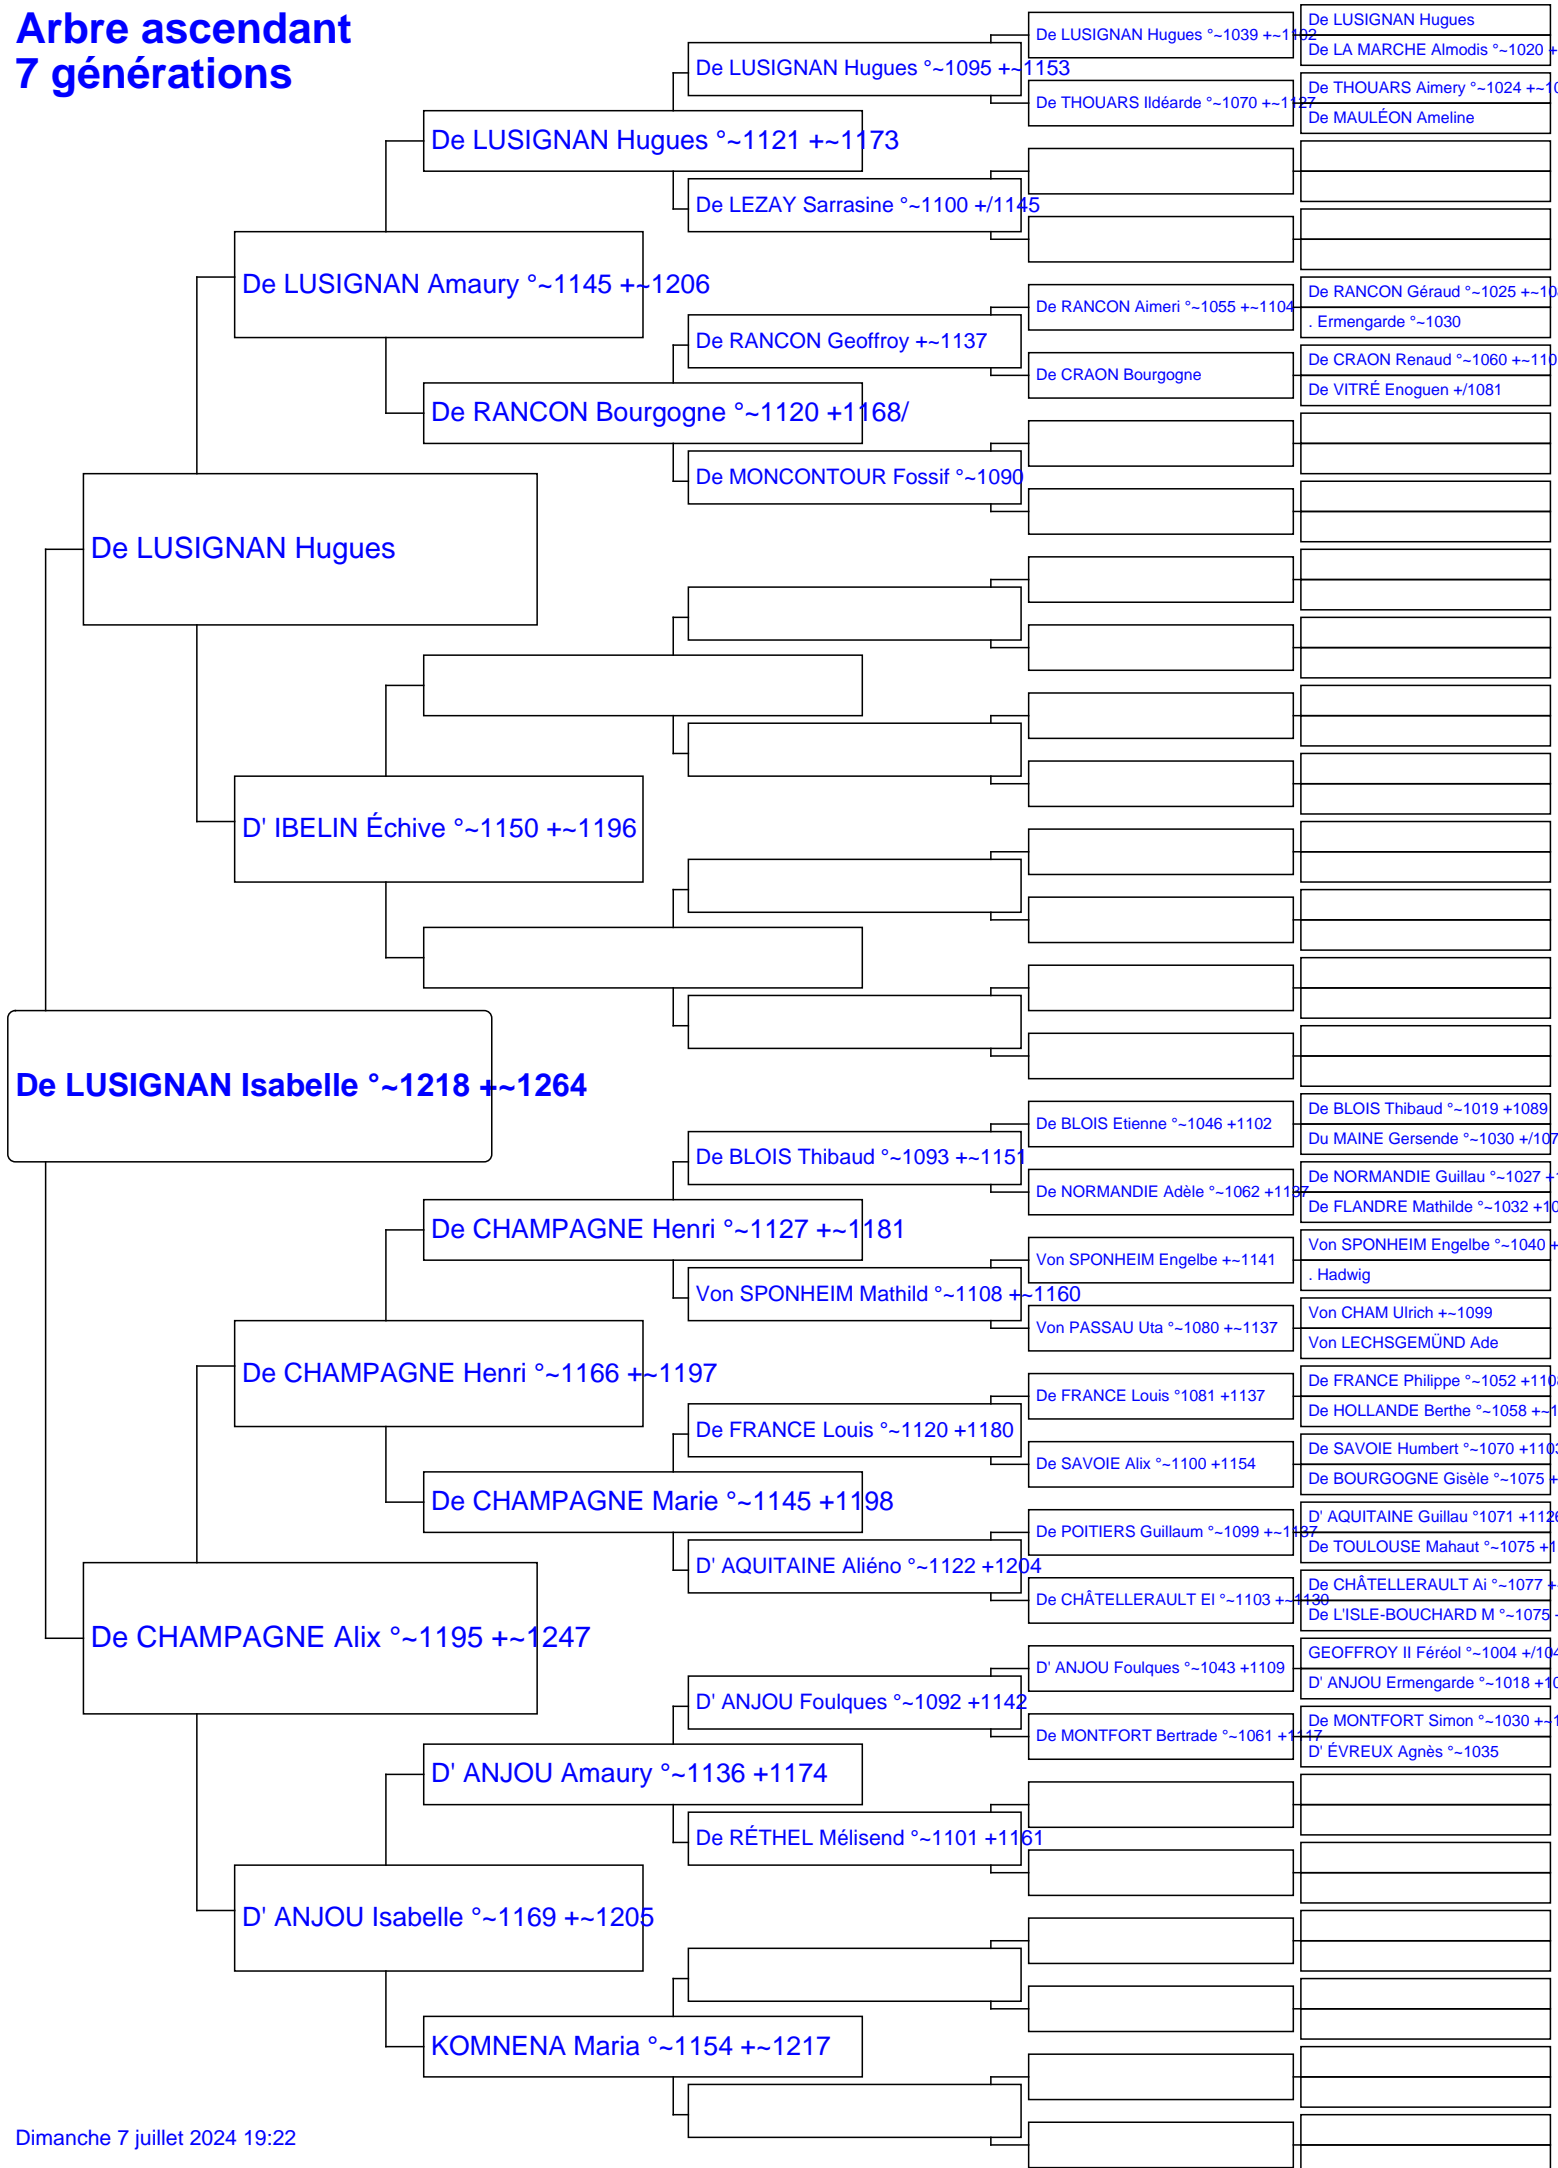 Arbre ascendant
7 générations
De LUSIGNAN Hugues
De LUSIGNAN Hugues °~1039 +~1102
De LA MARCHE Almodis °~1020 +
De LUSIGNAN Hugues °~1095 +~1153
De THOUARS Aimery °~1024 +~10
De THOUARS Ildéarde °~1070 +~1127
De MAULÉON Ameline
De LUSIGNAN Hugues °~1121 +~1173
De LEZAY Sarrasine °~1100 +/1145
De LUSIGNAN Amaury °~1145 +~1206
De RANCON Géraud °~1025 +~10
De RANCON Aimeri °~1055 +~1104
. Ermengarde °~1030
De RANCON Geoffroy +~1137
De CRAON Renaud °~1060 +~110
De CRAON Bourgogne
De VITRÉ Enoguen +/1081
De RANCON Bourgogne °~1120 +1168/
De MONCONTOUR Fossif °~1090
De LUSIGNAN Hugues
D' IBELIN Échive °~1150 +~1196
De LUSIGNAN Isabelle °~1218 +~1264
De BLOIS Thibaud °~1019 +1089
De BLOIS Etienne °~1046 +1102
Du MAINE Gersende °~1030 +/107
De BLOIS Thibaud °~1093 +~1151
De NORMANDIE Guillau °~1027 +1
De NORMANDIE Adèle °~1062 +1137
De FLANDRE Mathilde °~1032 +10
De CHAMPAGNE Henri °~1127 +~1181
Von SPONHEIM Engelbe °~1040 +
Von SPONHEIM Engelbe +~1141
. Hadwig
Von SPONHEIM Mathild °~1108 +~1160
Von CHAM Ulrich +~1099
Von PASSAU Uta °~1080 +~1137
Von LECHSGEMÜND Ade
De CHAMPAGNE Henri °~1166 +~1197
De FRANCE Philippe °~1052 +1108
De FRANCE Louis °1081 +1137
De HOLLANDE Berthe °~1058 +~1
De FRANCE Louis °~1120 +1180
De SAVOIE Humbert °~1070 +1103
De SAVOIE Alix °~1100 +1154
De BOURGOGNE Gisèle °~1075 +
De CHAMPAGNE Marie °~1145 +1198
D' AQUITAINE Guillau °1071 +1126
De POITIERS Guillaum °~1099 +~1137
De TOULOUSE Mahaut °~1075 +1
D' AQUITAINE Aliéno °~1122 +1204
De CHÂTELLERAULT Ai °~1077 +
De CHÂTELLERAULT El °~1103 +~1130
De L'ISLE-BOUCHARD M °~1075 +
De CHAMPAGNE Alix °~1195 +~1247
GEOFFROY II Féréol °~1004 +/104
D' ANJOU Foulques °~1043 +1109
D' ANJOU Ermengarde °~1018 +10
D' ANJOU Foulques °~1092 +1142
De MONTFORT Simon °~1030 +~1
De MONTFORT Bertrade °~1061 +1117
D' ÉVREUX Agnès °~1035
D' ANJOU Amaury °~1136 +1174
De RÉTHEL Mélisend °~1101 +1161
D' ANJOU Isabelle °~1169 +~1205
KOMNENA Maria °~1154 +~1217
Dimanche 7 juillet 2024 19:22